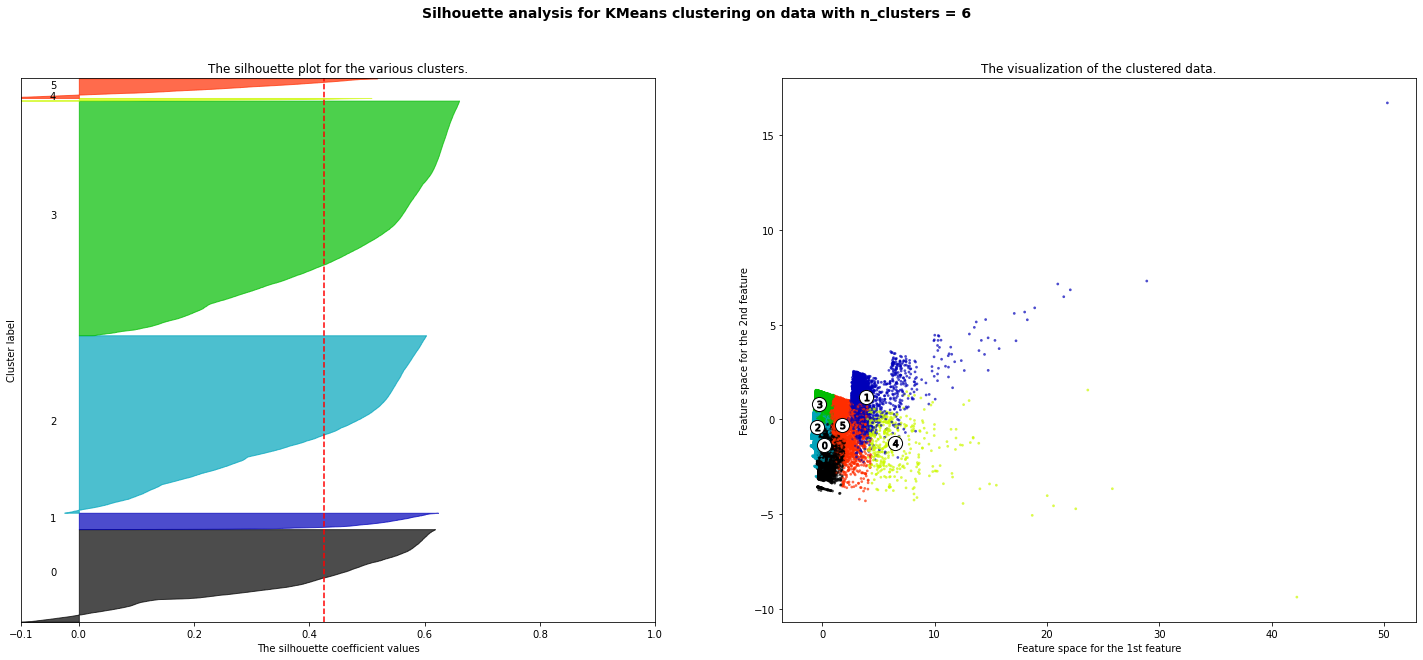 Silhouette analysis for KMeans clustering on data with n_clusters = 6
The silhouette plot for the various clusters.
Cluster label
5
4
3
2
1
0
−0.1 0.0 0.2 0.4 0.6 0.8 1.0
The silhouette coefficient values
The visualization of the clustered data.
Feature space for the 2nd feature
15
10
5
0
−5
−10
3
1
2
5
0
4
0 10 20 30 40 50
Feature space for the 1st feature